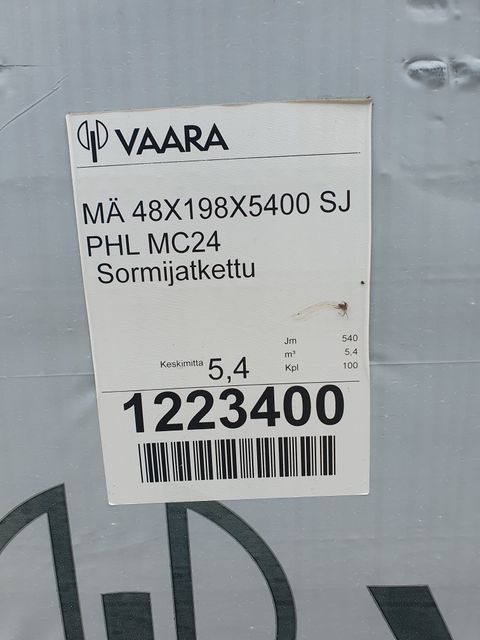 VAARA
MÄ 48X198X5400 SJ
PHL MC24
Sormijatkettu
Jm 540
m³ 5,4
Keskimitta 5,4 Kpl 100
1223400